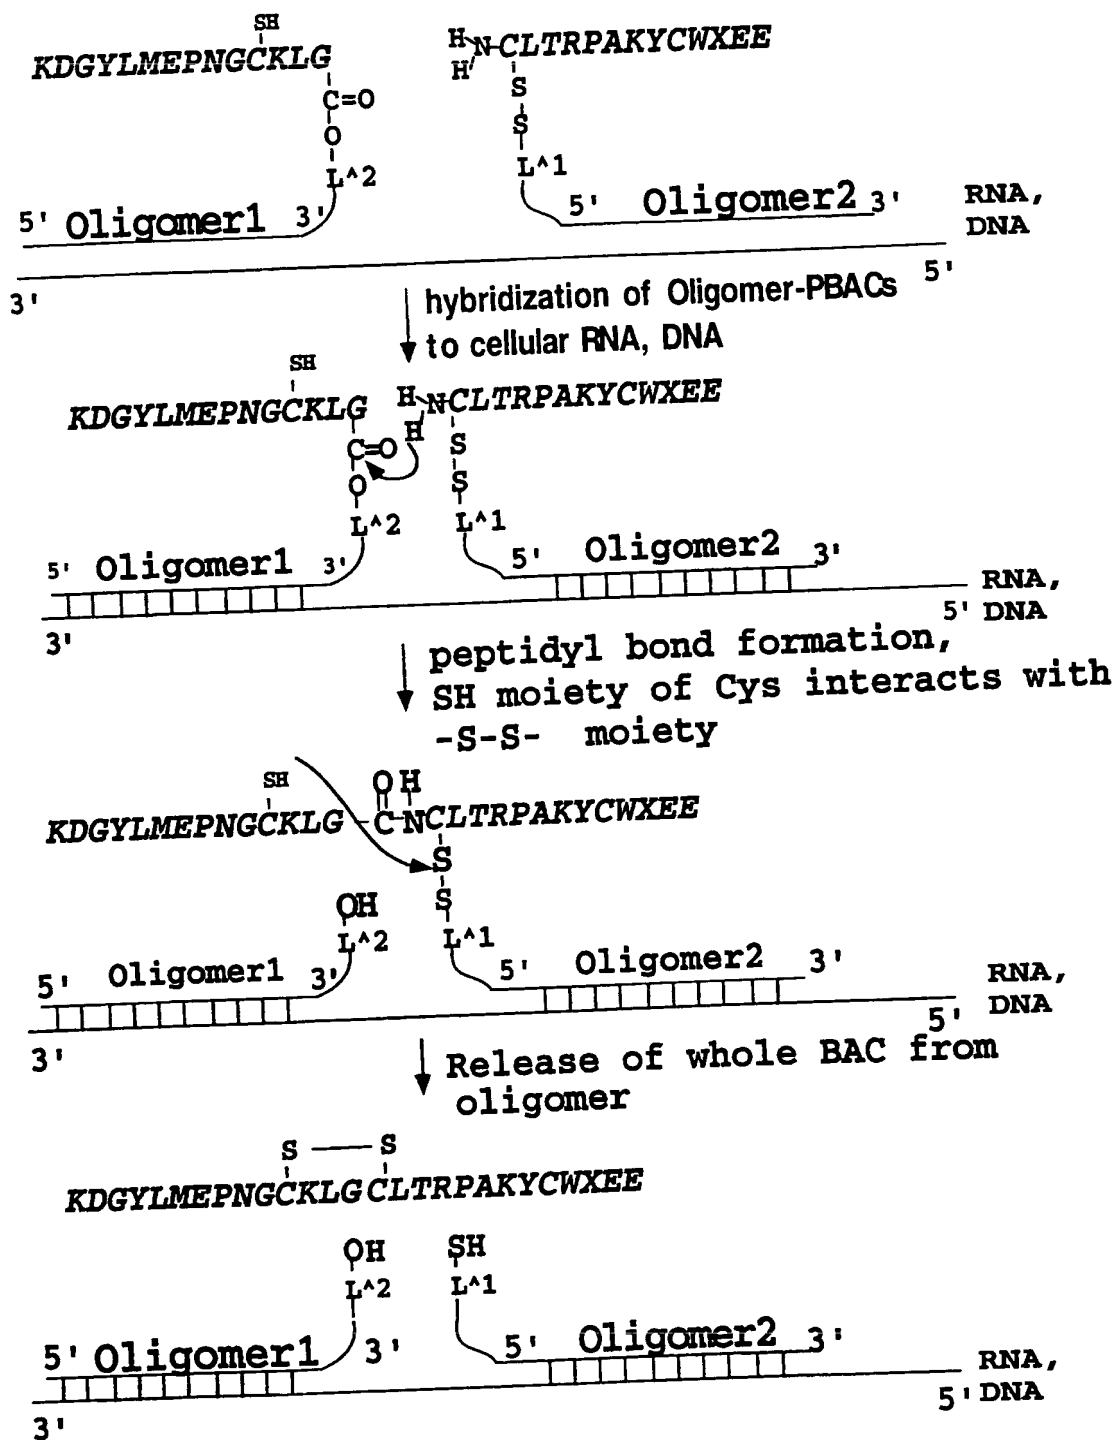 SH
KDGYLMEPNGCKLG
H
H
N-CLTRPAKYCWXEE
C=O
S
O
S
L^2
L^1
5' Oligomer1 3'
5' Oligomer2 3'
RNA,
DNA
3'
5'
hybridization of Oligomer-PBACs
to cellular RNA, DNA
SH
KDGYLMEPNGCKLG
H
H
N-CLTRPAKYCWXEE
C=O
S
O
S
L^2
L^1
5' Oligomer1 3'
5' Oligomer2 3'
RNA,
DNA
3'
5'
peptidyl bond formation,
SH moiety of Cys interacts with
-S-S- moiety
SH
O H
KDGYLMEPNGCKLG-C-NCLTRPAKYCWXEE
S
S
OH
L^2
L^1
5' Oligomer1 3'
5' Oligomer2 3'
RNA,
DNA
3'
5'
Release of whole BAC from
oligomer
S — S
KDGYLMEPNGCKLGCLTRPAKYCWXEE
OH
SH
L^2
L^1
5' Oligomer1 3'
5' Oligomer2 3'
RNA,
DNA
3'
5'